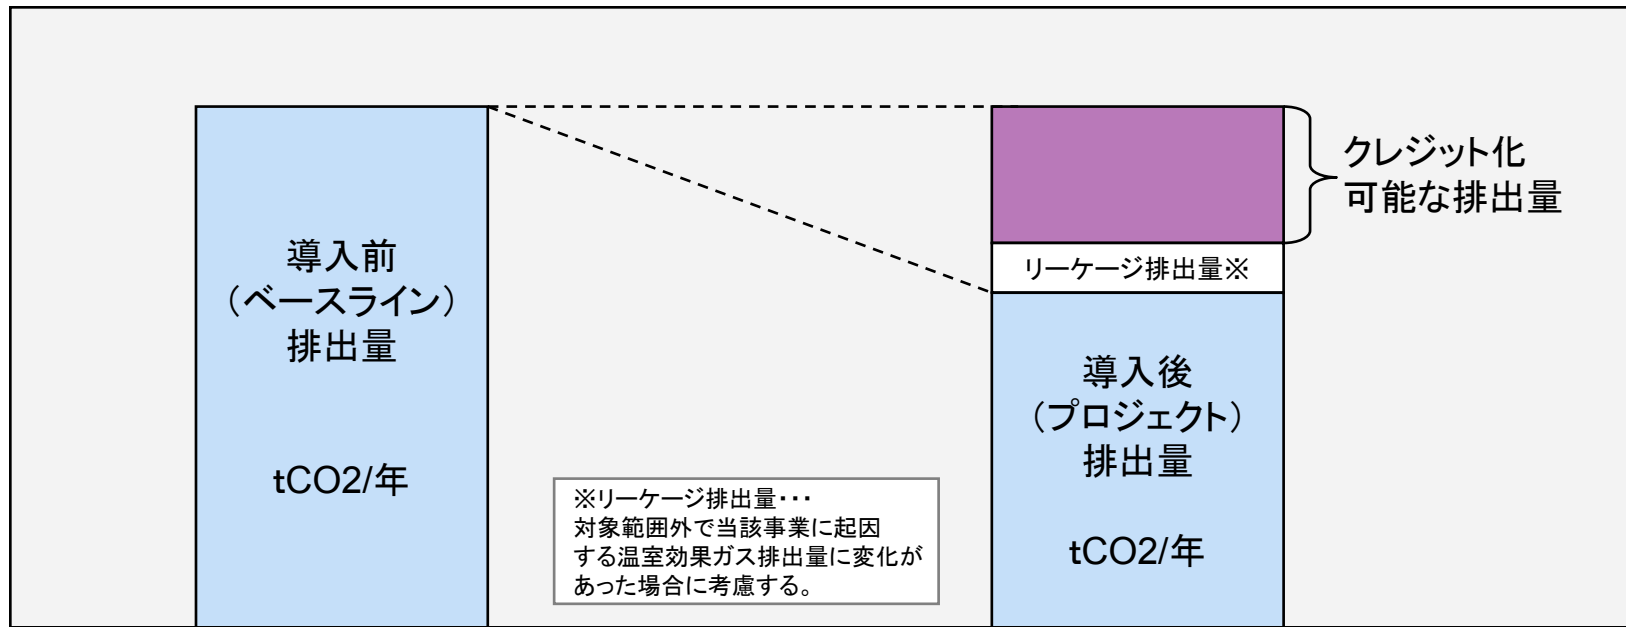 導入前
（ベースライン）
排出量
tCO2/年
※リーケージ排出量･･･
対象範囲外で当該事業に起因
する温室効果ガス排出量に変化が
あった場合に考慮する。
クレジット化
可能な排出量
リーケージ排出量※
導入後
（プロジェクト）
排出量
tCO2/年